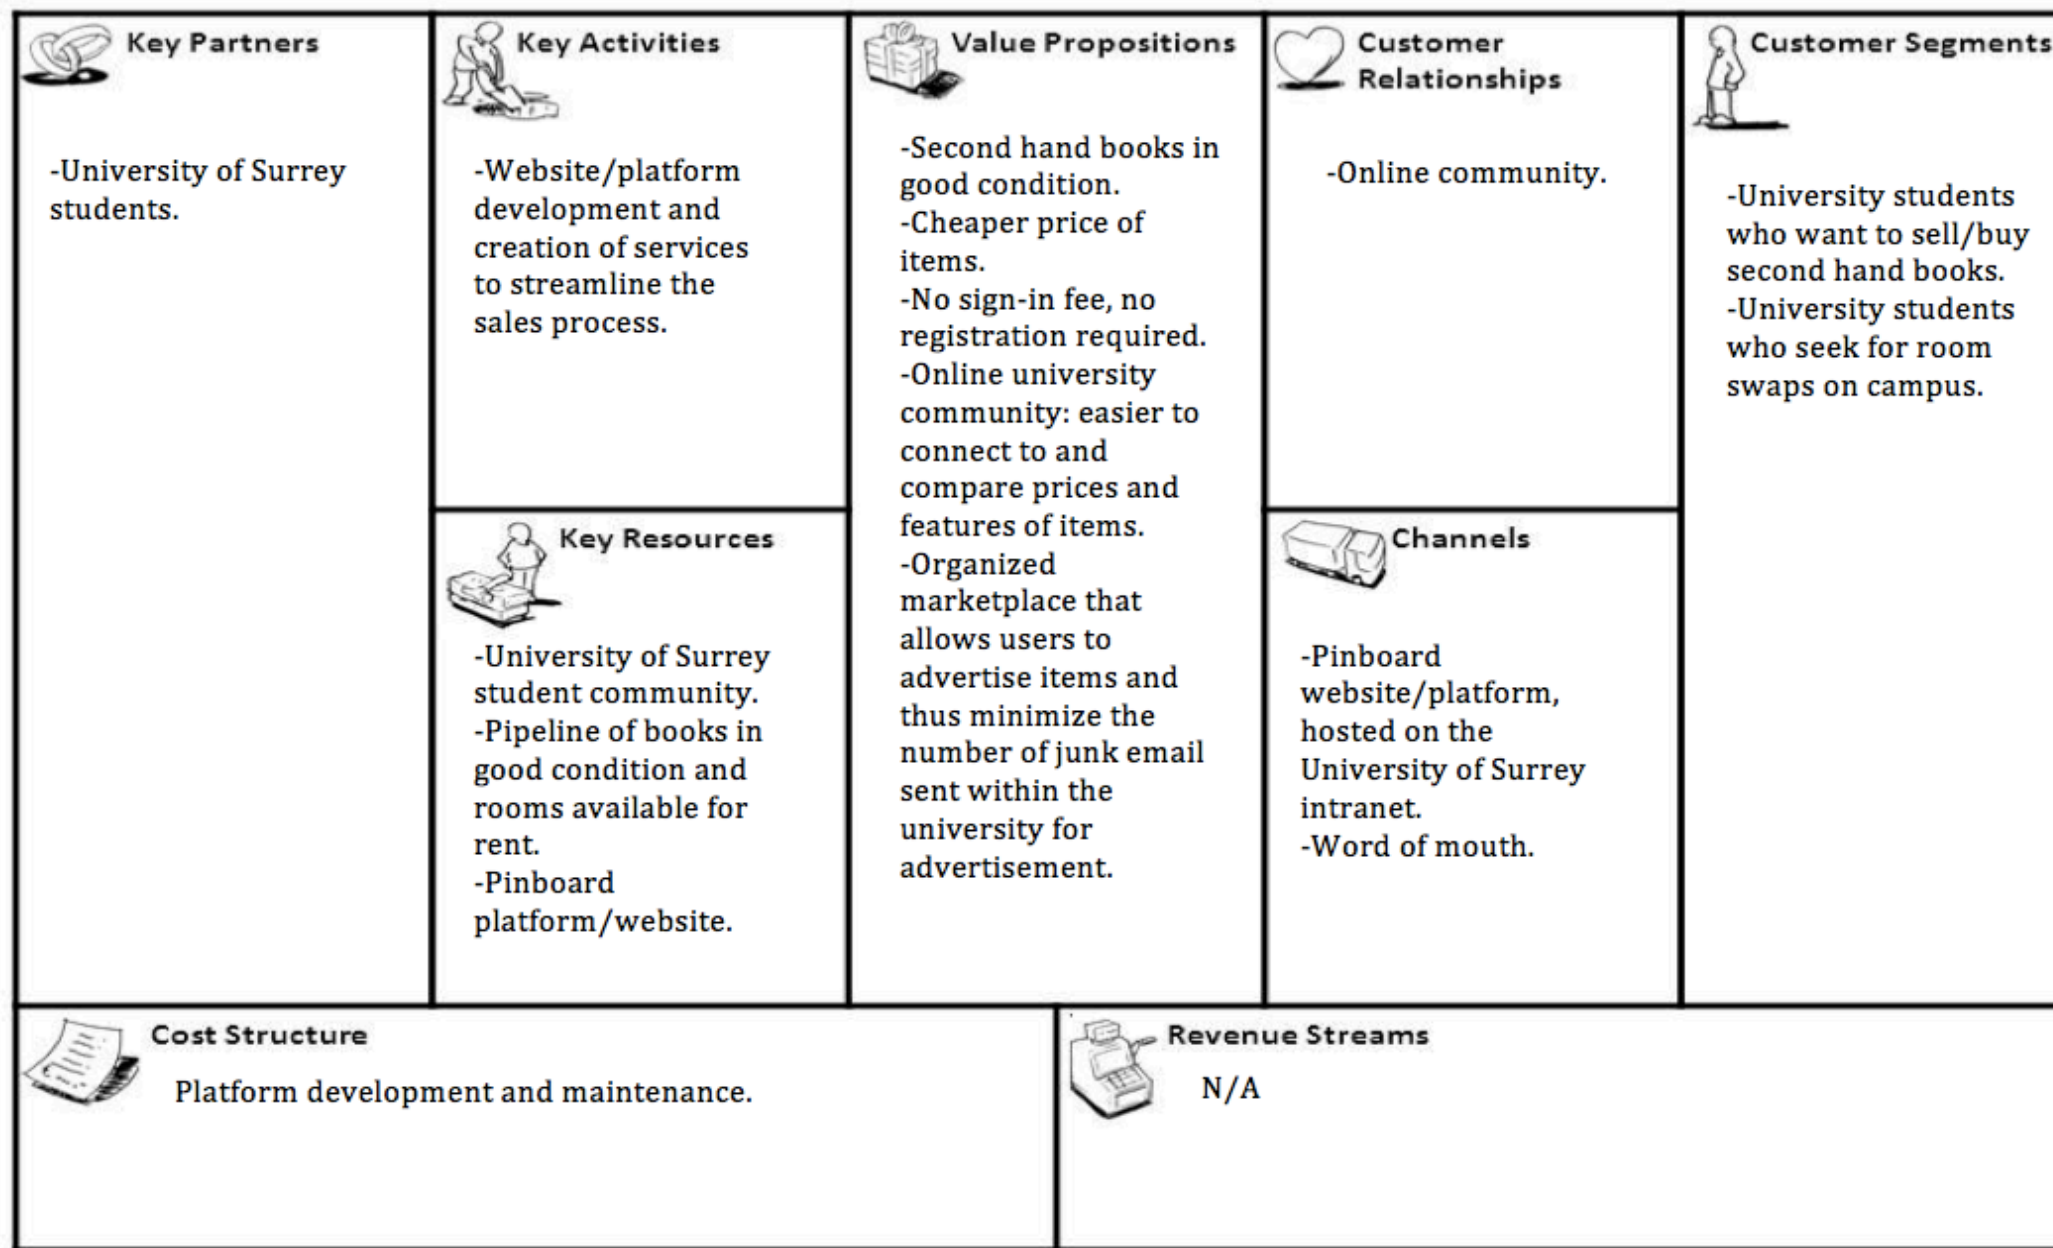 Key Partners
-University of Surrey
students.
Key Activities
-Website/platform
development and
creation of services
to streamline the
sales process.
Key Resources
-University of Surrey
student community.
-Pipeline of books in
good condition and
rooms available for
rent.
-Pinboard
platform/website.
Value Propositions
-Second hand books in
good condition.
-Cheaper price of
items.
-No sign-in fee, no
registration required.
-Online university
community: easier to
connect to and
compare prices and
features of items.
-Organized
marketplace that
allows users to
advertise items and
thus minimize the
number of junk email
sent within the
university for
advertisement.
Customer
Relationships
-Online community.
Channels
-Pinboard
website/platform,
hosted on the
University of Surrey
intranet.
-Word of mouth.
Customer Segments
-University students
who want to sell/buy
second hand books.
-University students
who seek for room
swaps on campus.
Cost Structure
Platform development and maintenance.
Revenue Streams
N/A